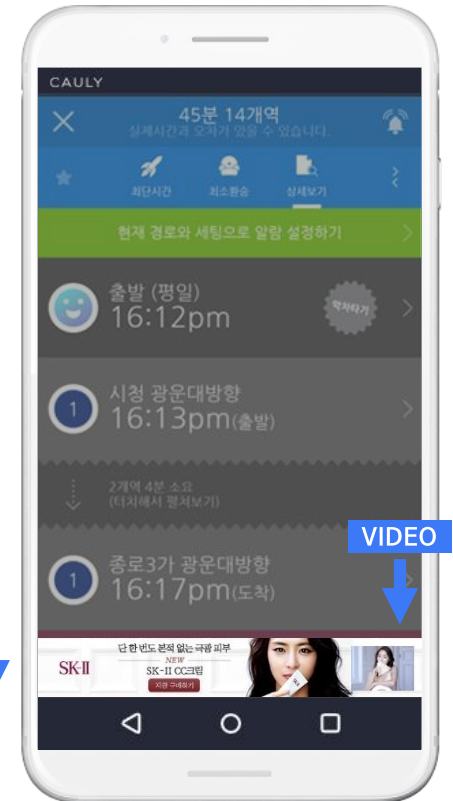 CAULY
45분 14개역
실제시간과 오차가 있을 수 있습니다.
최단시간
최소환승
상세보기
현재 경로와 세팅으로 알람 설정하기
출발 (평일)
16:12pm
막차타기
1
시청 광운대방향
16:13pm(출발)
2개역 4분 소요
(터치해서 펼쳐보기)
VIDEO
1
종로3가 광운대방향
16:17pm(도착)
SK-II
단 한 번도 본적 없는 극광 피부
NEW
SK-II CC크림
지금 구매하기